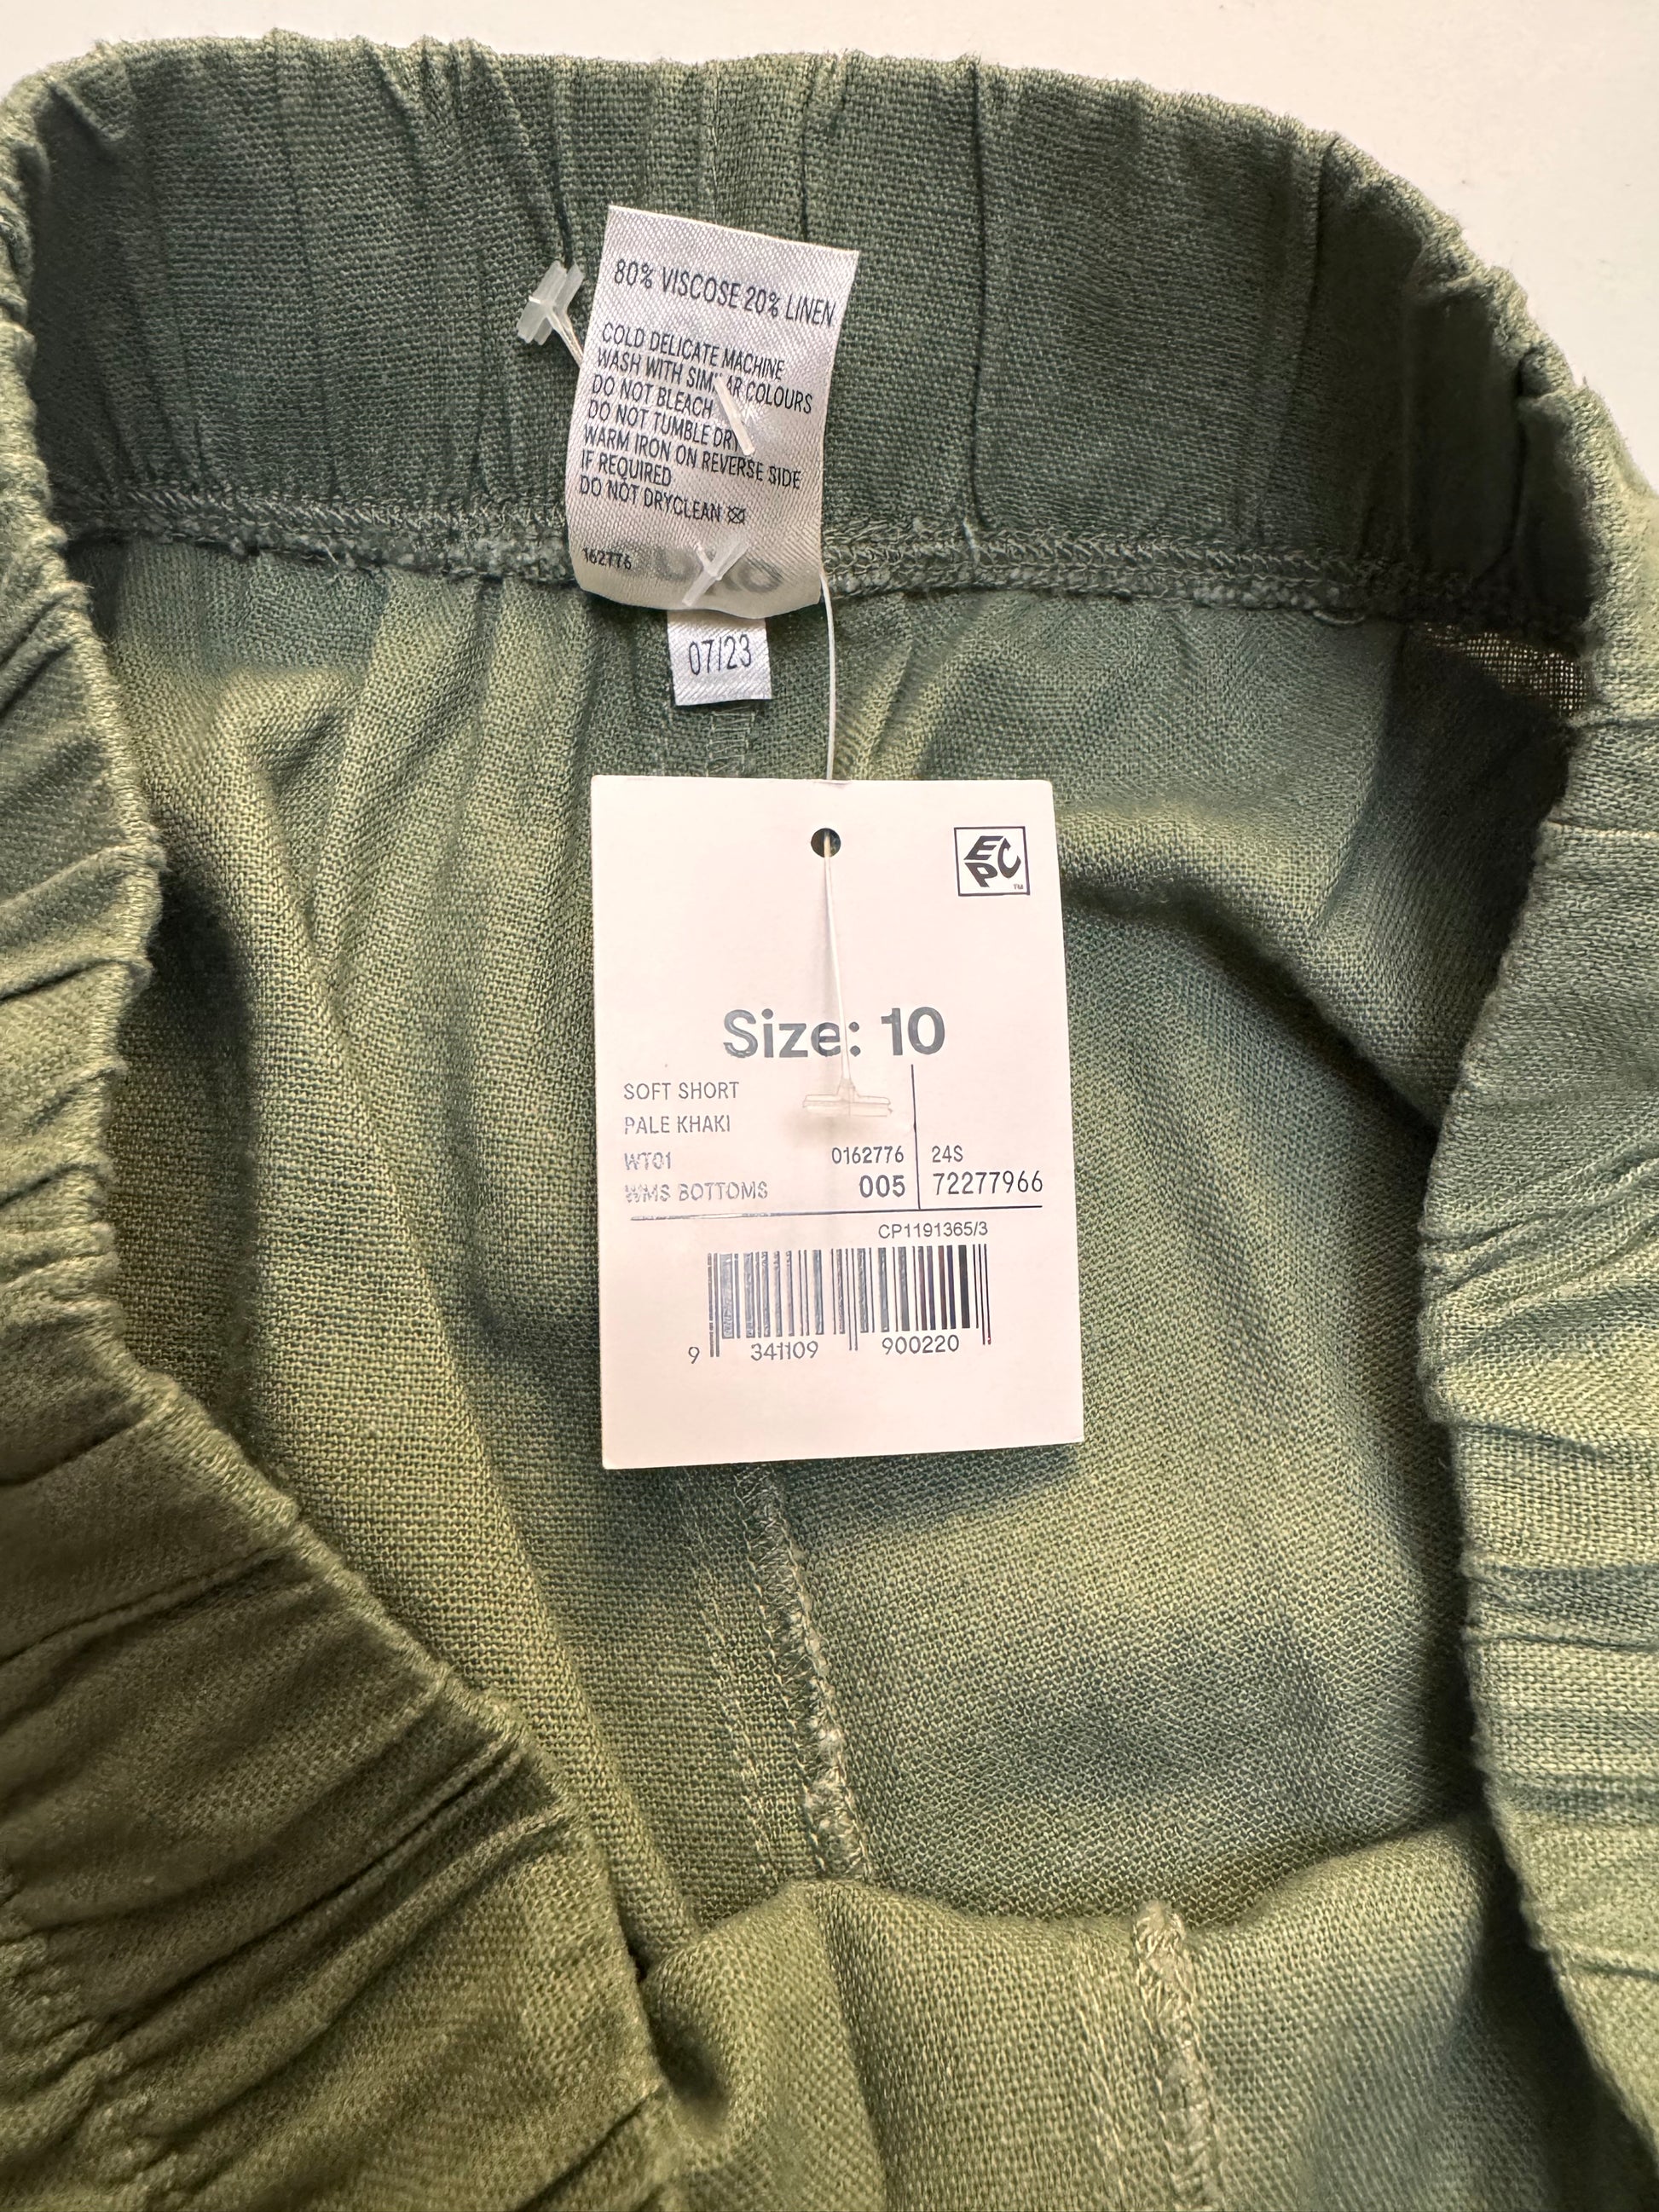 80% VISCOSE 20% LINEN
COLD DELICATE MACHINE
WASH WITH SIMILAR COLOURS
DO NOT BLEACH
DO NOT TUMBLE DRY
WARM IRON ON REVERSE SIDE
IF REQUIRED
DO NOT DRYCLEAN
162776
07/23
EPC
TM
Size: 10
SOFT SHORT
PALE KHAKI
WT01 0162776 24S
WMS BOTTOMS 005 72277966
CP1191365/3
9 341109 900220